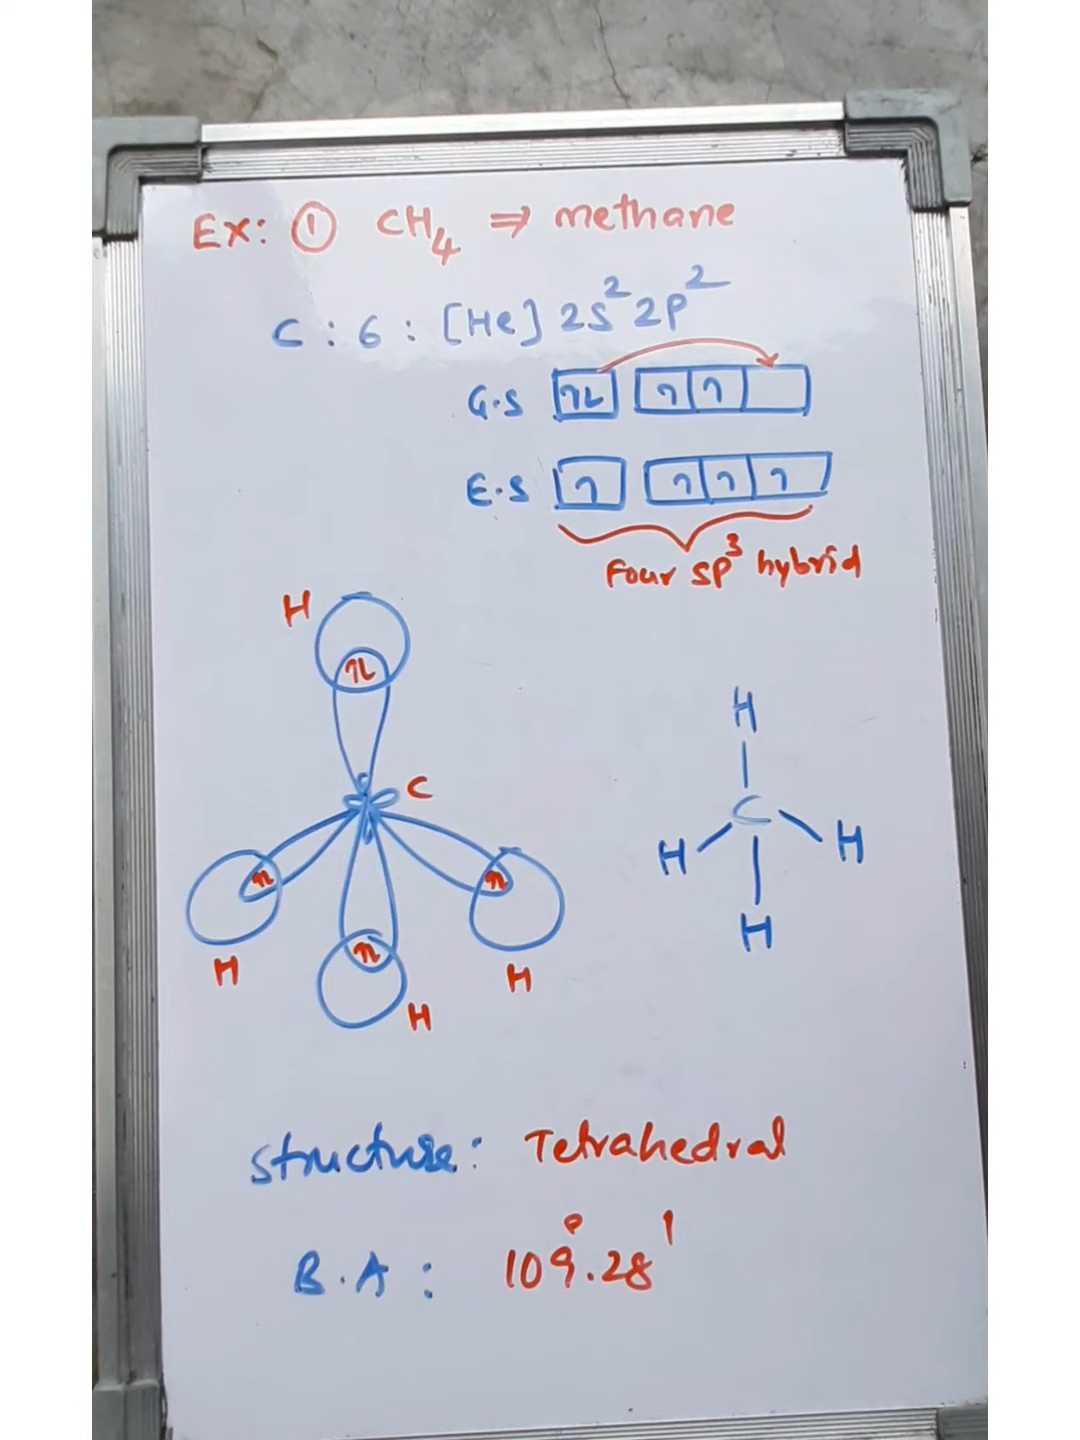 Ex: ① CH₄ ⇒ methane
C : 6 : [He] 2s² 2p²
G.S ↿⇂ ↿ ↿
E.S ↿ ↿ ↿ ↿
Four sp³ hybrid
H
↿⇂
C
↿⇂ ↿⇂
↿⇂
H H
H
H
C
H H
H
structure: Tetrahedral
B.A : 109°.28'